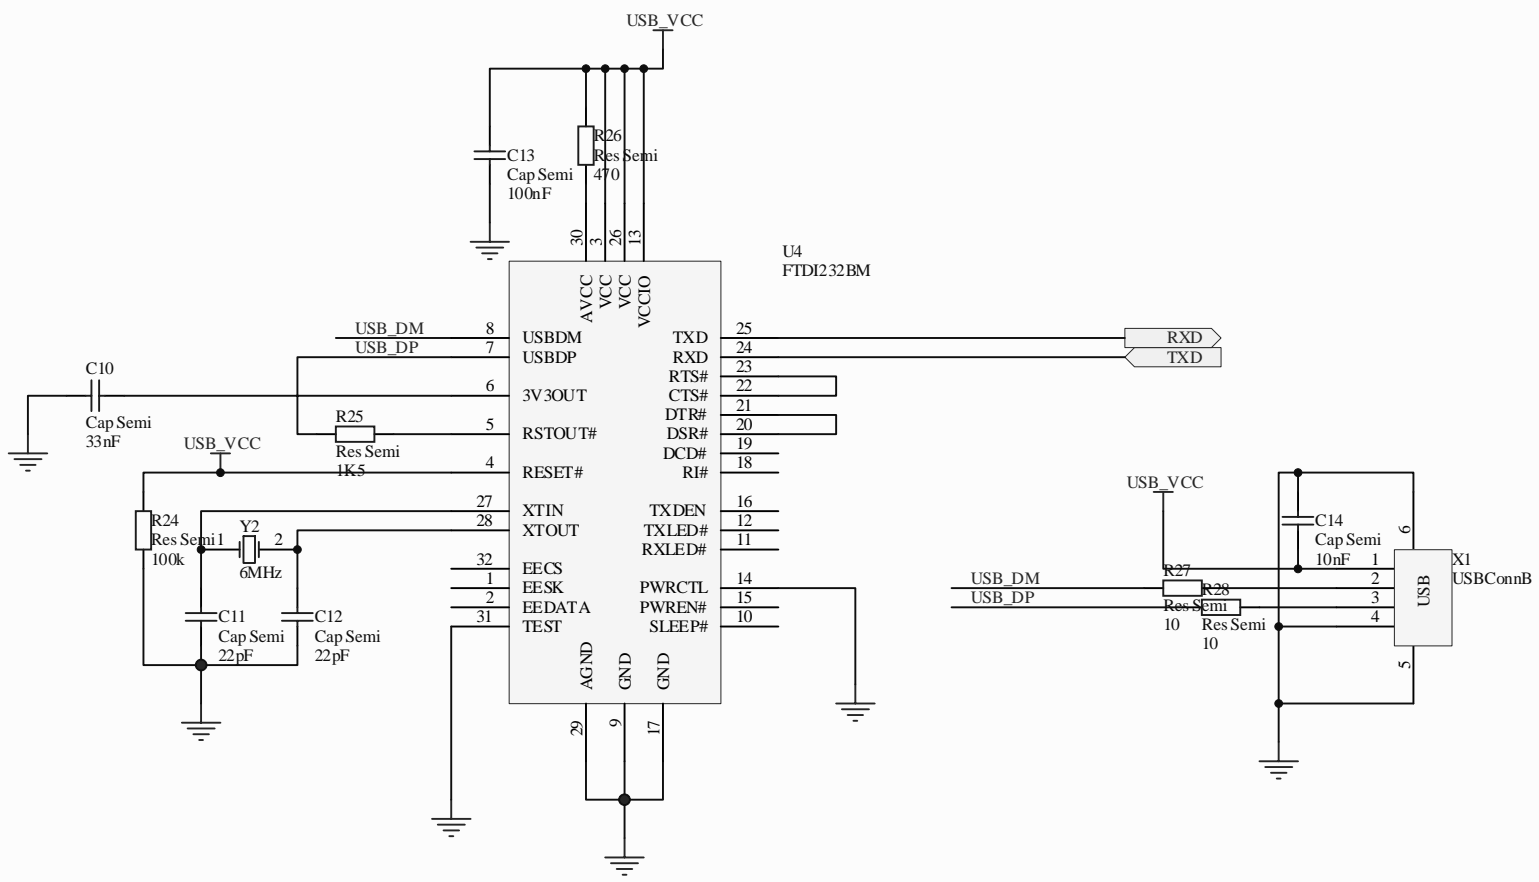 USB_VCC
C13
Cap Semi
100nF
R26
Res Semi
470
30
3
26
13
U4
FTDI232BM
AVCC
VCC
VCC
VCCIO
USB_DM
8
USBDM
USB_DP
7
USBDP
C10
Cap Semi
33nF
6
3V3OUT
R25
Res Semi
1K5
5
RSTOUT#
USB_VCC
4
RESET#
R24
Res Semi
100k
27
XTIN
28
XTOUT
1
Y2
2
6MHz
C11
Cap Semi
22pF
C12
Cap Semi
22pF
32
EECS
1
EESK
2
EEDATA
31
TEST
TXD
25
RXD
RXD
24
TXD
RTS#
23
CTS#
22
DTR#
21
DSR#
20
DCD#
19
RI#
18
TXDEN
16
TXLED#
12
RXLED#
11
PWRCTL
14
PWREN#
15
SLEEP#
10
AGND
GND
GND
29
9
17
USB_VCC
C14
Cap Semi
10nF
6
X1
USBConnB
USB
1
2
3
4
5
USB_DM
USB_DP
R27
Res Semi
10
R28
Res Semi
10